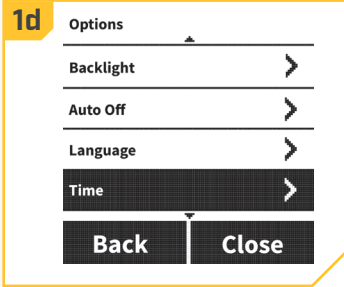 1d
Options
Backlight
Auto Off
Language
Time
Back
Close